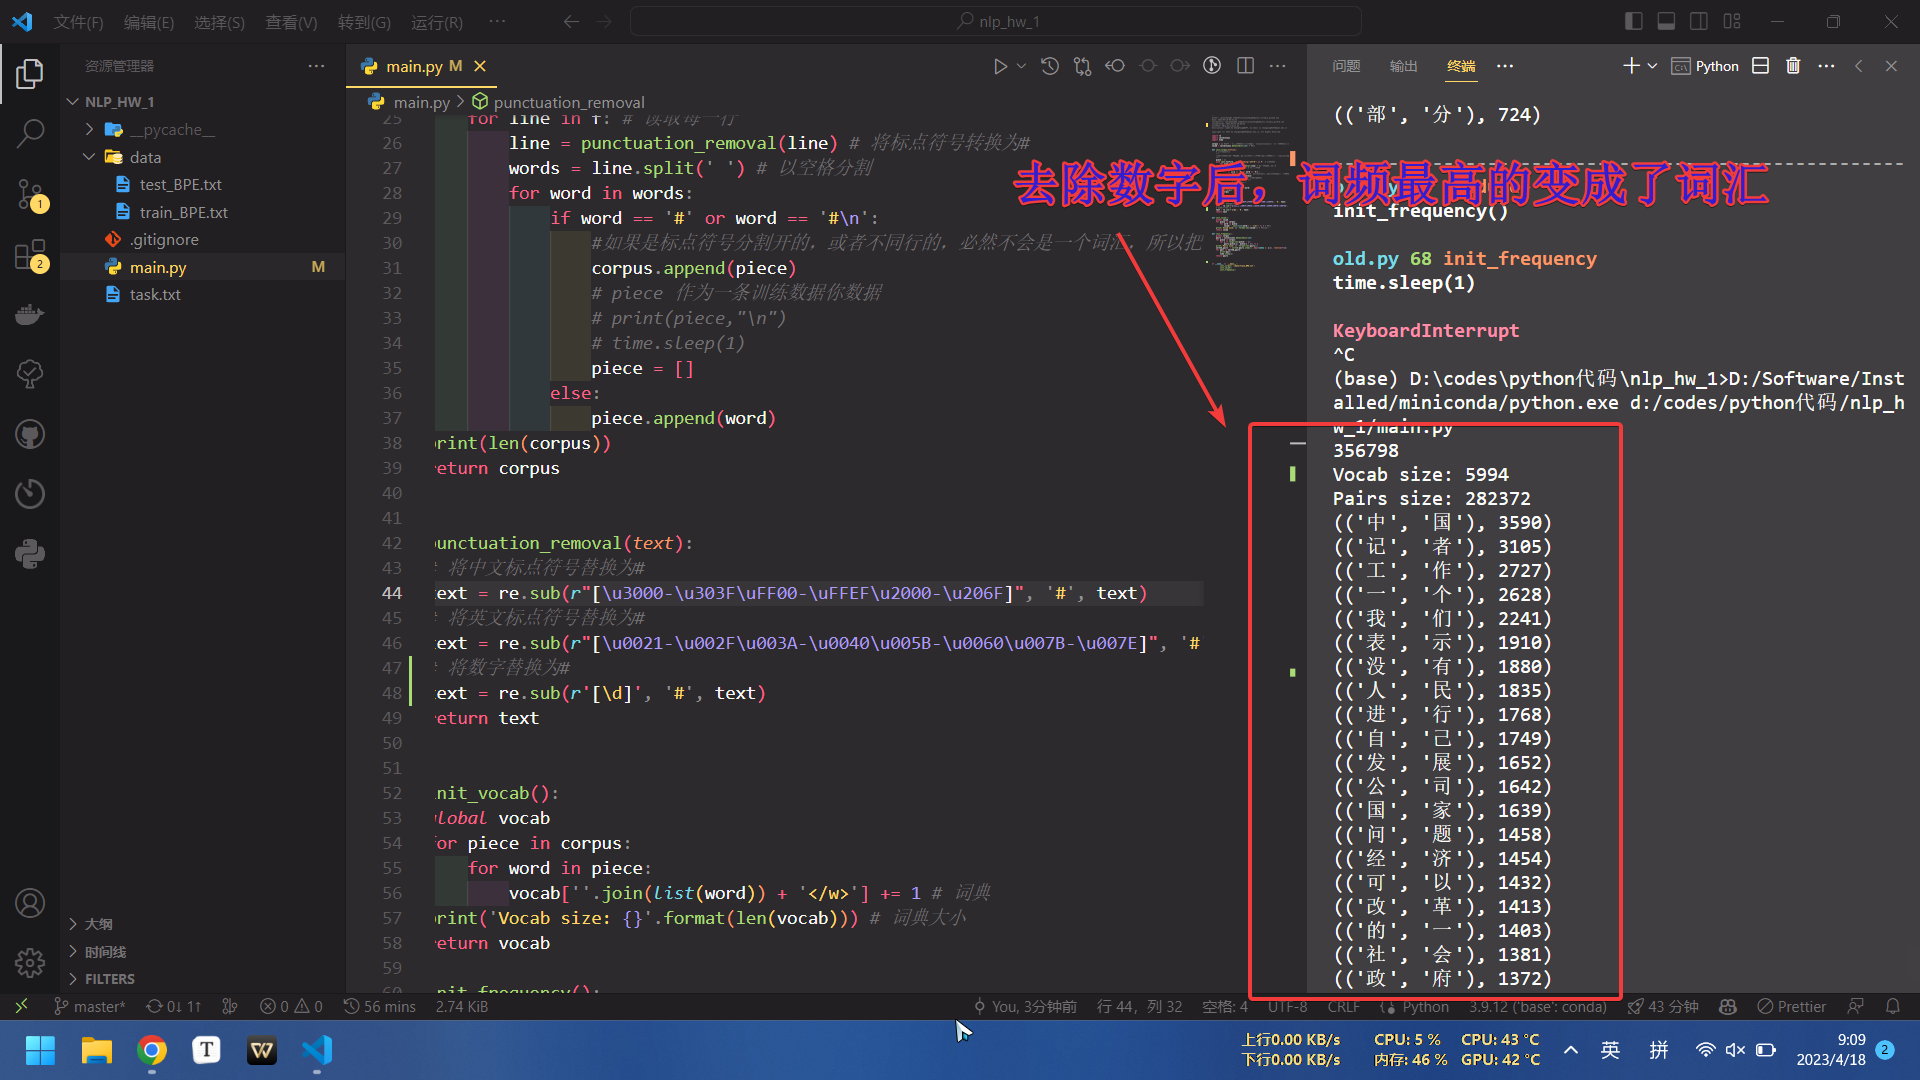 文件(F) 编辑(E) 选择(S) 查看(V) 转到(G) 运行(R) ···
nlp_hw_1
资源管理器
NLP_HW_1
__pycache__
data
test_BPE.txt
train_BPE.txt
.gitignore
main.py M
task.txt
大纲
时间线
FILTERS
main.py M
main.py > punctuation_removal
25 for line in f: # 读取每一行
26 line = punctuation_removal(line) # 将标点符号转换为#
27 words = line.split(' ') # 以空格分割
28 for word in words:
29 if word == '#' or word == '#\n':
30 #如果是标点符号分割开的，或者不同行的，必然不会是一个词汇，所以把
31 corpus.append(piece)
32 # piece 作为一条训练数据你数据
33 # print(piece,"\n")
34 # time.sleep(1)
35 piece = []
36 else:
37 piece.append(word)
38 rint(len(corpus))
39 eturn corpus
40
41
42 unctuation_removal(text):
43 将中文标点符号替换为#
44 text = re.sub(r"[\u3000-\u303F\uFF00-\uFFEF\u2000-\u206F]", '#', text)
45 将英文标点符号替换为#
46 text = re.sub(r"[\u0021-\u002F\u003A-\u0040\u005B-\u0060\u007B-\u007E]", '#
47 将数字替换为#
48 text = re.sub(r'[\d]', '#', text)
49 eturn text
50
51
52 nit_vocab():
53 lobal vocab
54 or piece in corpus:
55 for word in piece:
56 vocab[''.join(list(word)) + '</w>'] += 1 # 词典
57 rint('Vocab size: {}'.format(len(vocab))) # 词典大小
58 eturn vocab
59
60 nit_frequency():
去除数字后，词频最高的变成了词汇
问题 输出 终端 ···
Python
(('部', '分'), 724)
init_frequency()
old.py 68 init_frequency
time.sleep(1)
KeyboardInterrupt
^C
(base) D:\codes\python代码\nlp_hw_1>D:/Software/Inst
alled/miniconda/python.exe d:/codes/python代码/nlp_h
w_1/main.py
356798
Vocab size: 5994
Pairs size: 282372
(('中', '国'), 3590)
(('记', '者'), 3105)
(('工', '作'), 2727)
(('一', '个'), 2628)
(('我', '们'), 2241)
(('表', '示'), 1910)
(('没', '有'), 1880)
(('人', '民'), 1835)
(('进', '行'), 1768)
(('自', '己'), 1749)
(('发', '展'), 1652)
(('公', '司'), 1642)
(('国', '家'), 1639)
(('问', '题'), 1458)
(('经', '济'), 1454)
(('可', '以'), 1432)
(('改', '革'), 1413)
(('的', '一'), 1403)
(('社', '会'), 1381)
(('政', '府'), 1372)
master* 0↓ 1↑ 0 0 56 mins 2.74 KiB You, 3分钟前 行 44，列 32 空格: 4 UTF-8 CRLF Python 3.9.12 ('base': conda) 43 分钟 Prettier
上行0.00 KB/s CPU: 5 % CPU: 43 °C
下行0.00 KB/s 内存: 46 % GPU: 42 °C
英 拼
9:09
2023/4/18 2